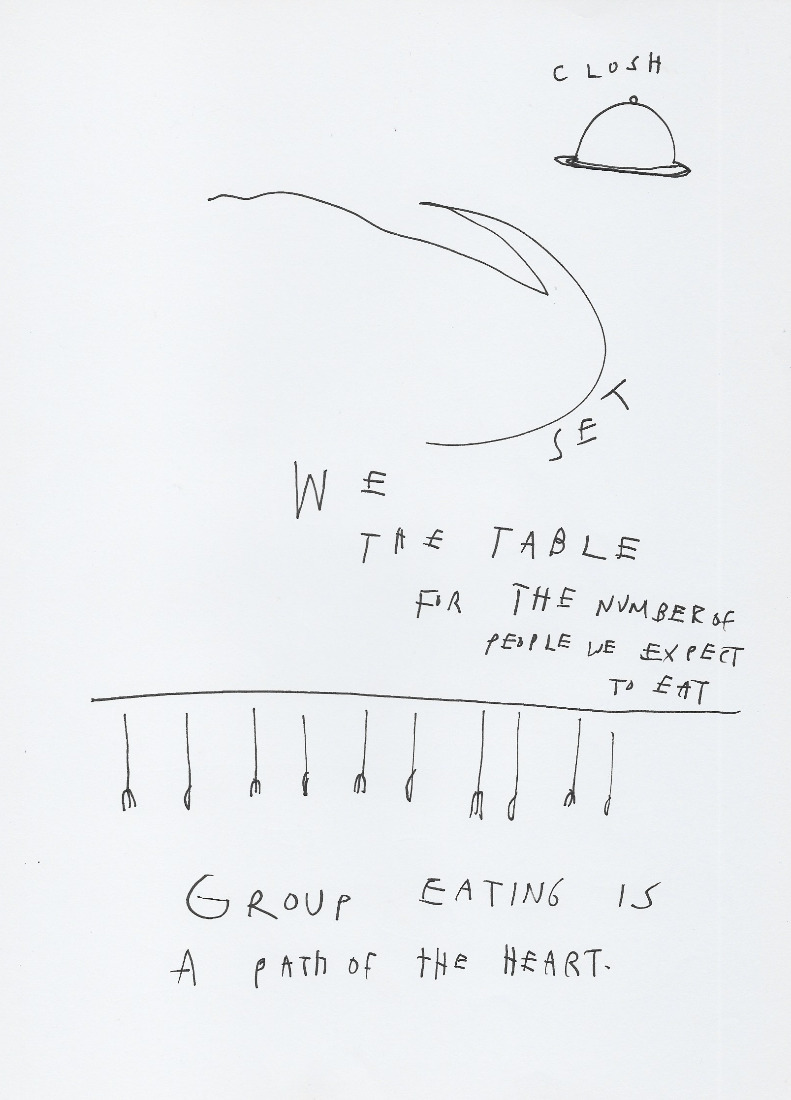 CLOSH
SET
WE
THE TABLE
FOR THE NUMBER OF
PEOPLE WE EXPECT
TO EAT
GROUP EATING IS
A PATH OF THE HEART.